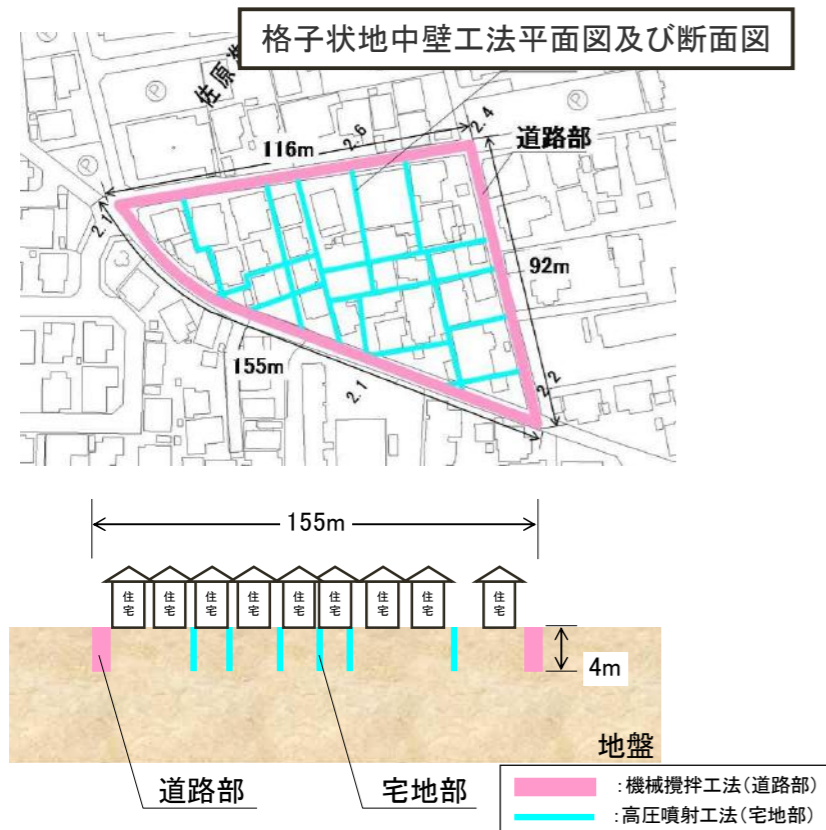 格子状地中壁工法平面図及び断面図
佐原
Ⓟ
Ⓟ
Ⓟ
116m
2.6
2.4
道路部
2.1
92m
155m
2.1
2.2
155m
住宅
住宅
住宅
住宅
住宅
住宅
住宅
住宅
住宅
4m
地盤
道路部
宅地部
:機械攪拌工法(道路部)
:高圧噴射工法(宅地部)